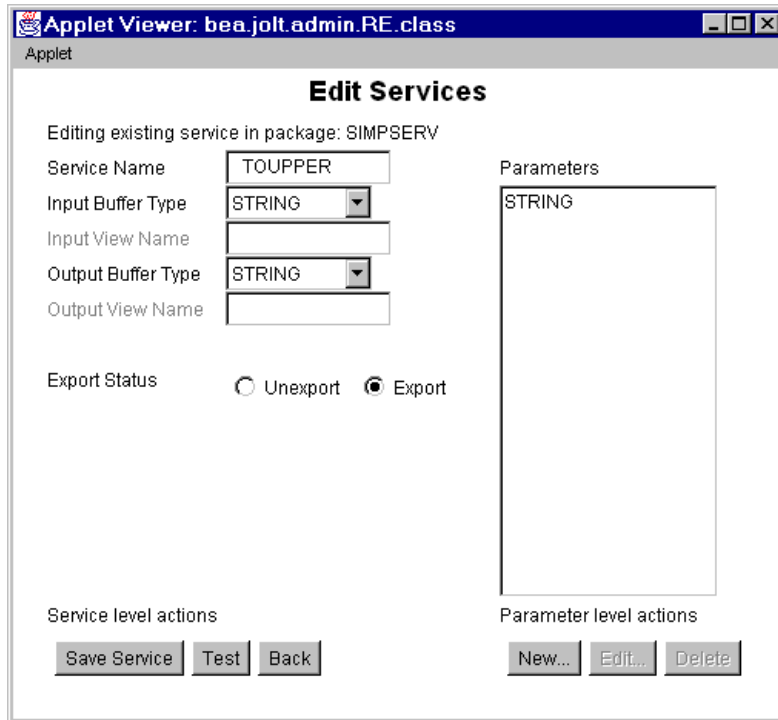 Applet Viewer: bea.jolt.admin.RE.class
Applet
Edit Services
Editing existing service in package: SIMPSERV
Service Name TOUPPER Parameters
Input Buffer Type STRING STRING
Input View Name
Output Buffer Type STRING
Output View Name
Export Status Unexport Export
Service level actions Parameter level actions
Save Service Test Back New... Edit... Delete